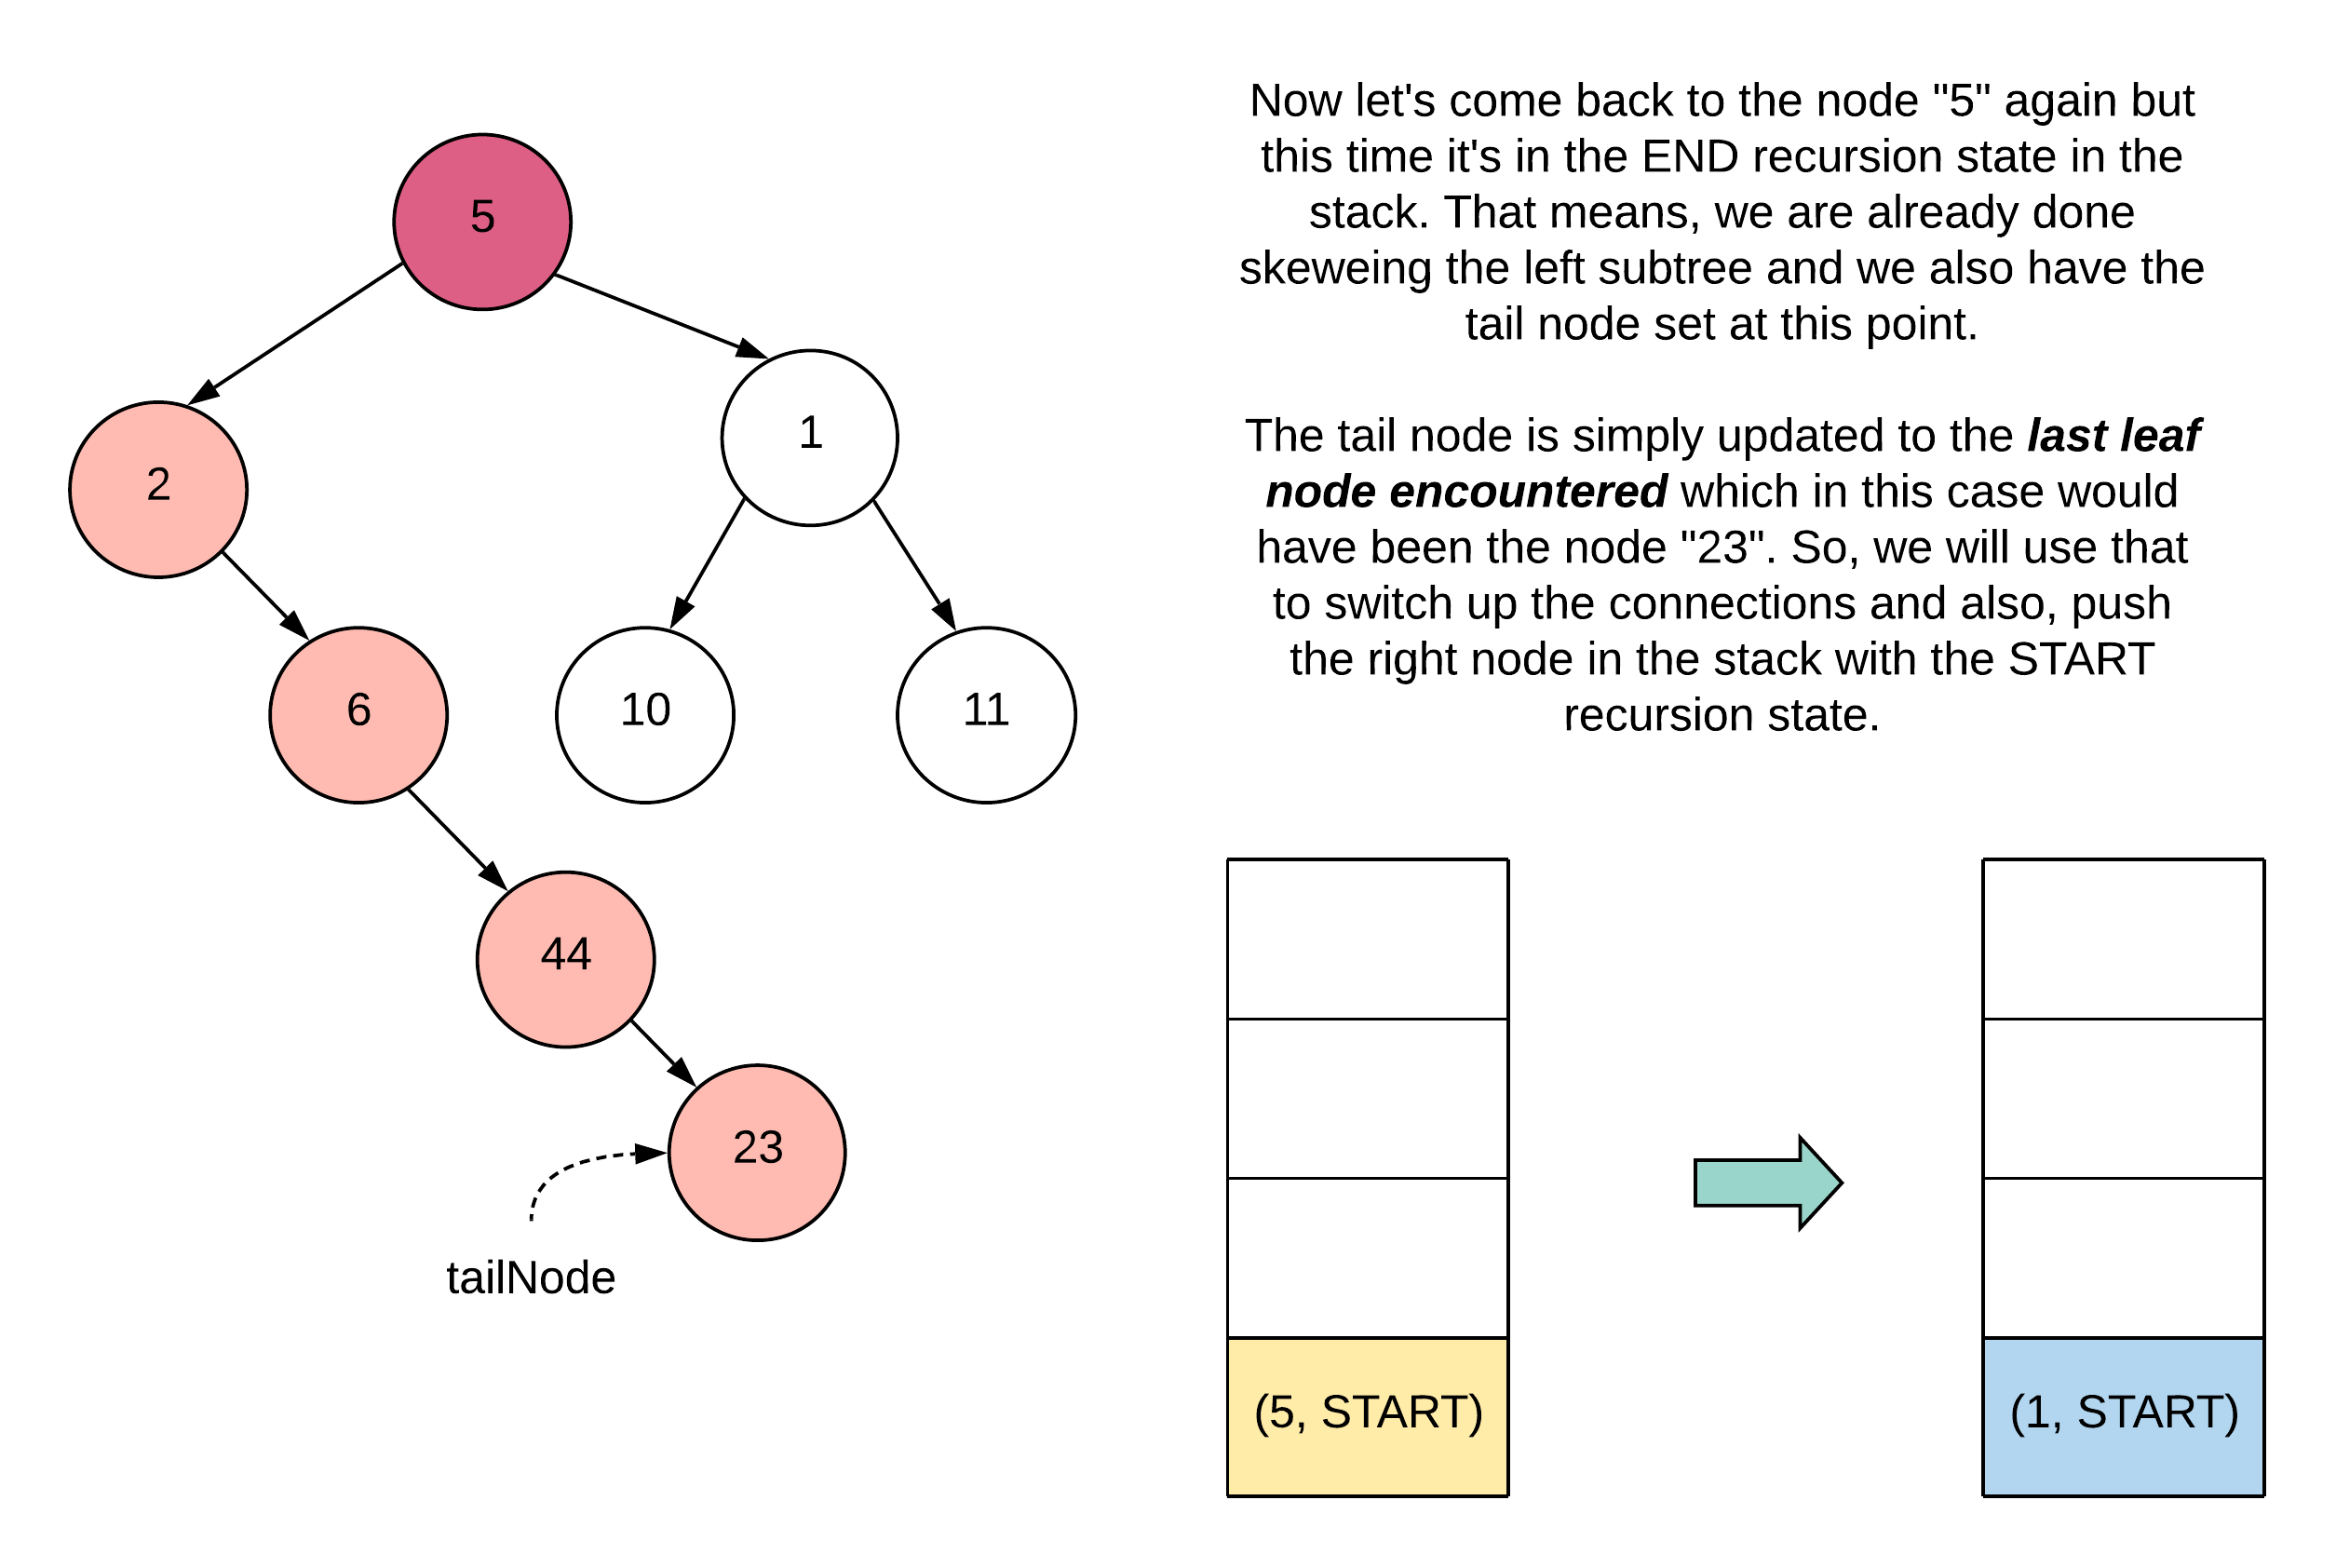 Now let's come back to the node "5" again but
this time it's in the END recursion state in the
stack. That means, we are already done
skeweing the left subtree and we also have the
tail node set at this point.
The tail node is simply updated to the last leaf
node encountered which in this case would
have been the node "23". So, we will use that
to switch up the connections and also, push
the right node in the stack with the START
recursion state.
5
2
1
6
10
11
44
23
tailNode
(5, START)
(1, START)